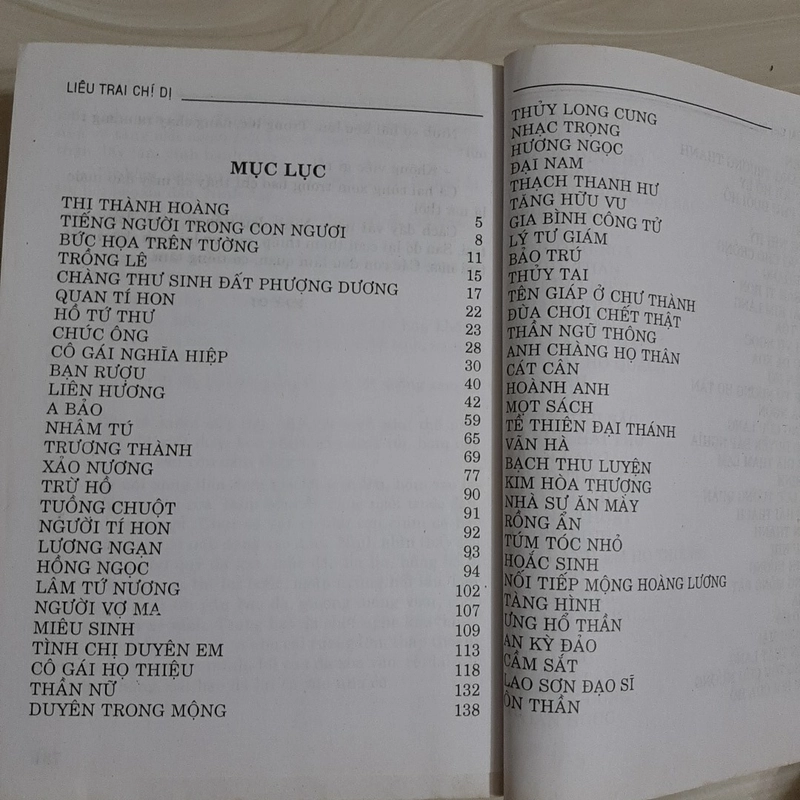 LIÊU TRAI CHÍ DỊ
MỤC LỤC
THI THÀNH HOÀNG 5
TIẾNG NGƯỜI TRONG CON NGƯƠI 8
BỨC HỌA TRÊN TƯỜNG 11
TRỒNG LÊ 15
CHÀNG THƯ SINH ĐẤT PHƯỢNG DƯƠNG 17
QUAN TÍ HON 22
HỒ TỨ THƯ 23
CHÚC ÔNG 28
CÔ GÁI NGHĨA HIỆP 30
BẠN RƯỢU 40
LIÊN HƯƠNG 42
A BẢO 59
NHÂM TÚ 65
TRƯƠNG THÀNH 69
XẢO NƯƠNG 77
TRỪ HỒ 90
TUỒNG CHUỘT 91
NGƯỜI TÍ HON 92
LƯƠNG NGẠN 93
HỒNG NGỌC 94
LÂM TỨ NƯƠNG 102
NGƯỜI VỢ MA 107
MIÊU SINH 109
TÌNH CHỊ DUYÊN EM 113
CÔ GÁI HỌ THIỆU 118
THẦN NỮ 132
DUYÊN TRONG MỘNG 138
THỦY LONG CUNG
NHẠC TRỌNG
HƯƠNG NGỌC
ĐẠI NAM
THẠCH THANH HƯ
TĂNG HỮU VU
GIA BÌNH CÔNG TỬ
LÝ TƯ GIÁM
BẢO TRÚ
THỦY TAI
TÊN GIÁP Ở CHƯ THÀNH
ĐÙA CHƠI CHẾT THẬT
THẦN NGŨ THÔNG
ANH CHÀNG HỌ THÂN
CÁT CÂN
HOÀNH ANH
MỌT SÁCH
TỀ THIÊN ĐẠI THÁNH
VÃN HÀ
BẠCH THU LUYỆN
KIM HÒA THƯỢNG
NHÀ SƯ ĂN MÀY
RỒNG ẨN
TÚM TÓC NHỎ
HOẮC SINH
NỐI TIẾP MỘNG HOÀNG LƯƠNG
TÀNG HÌNH
ƯNG HỔ THẦN
AN KỲ ĐẢO
CẦM SẮT
LAO SƠN ĐẠO SĨ
ÔN THẦN